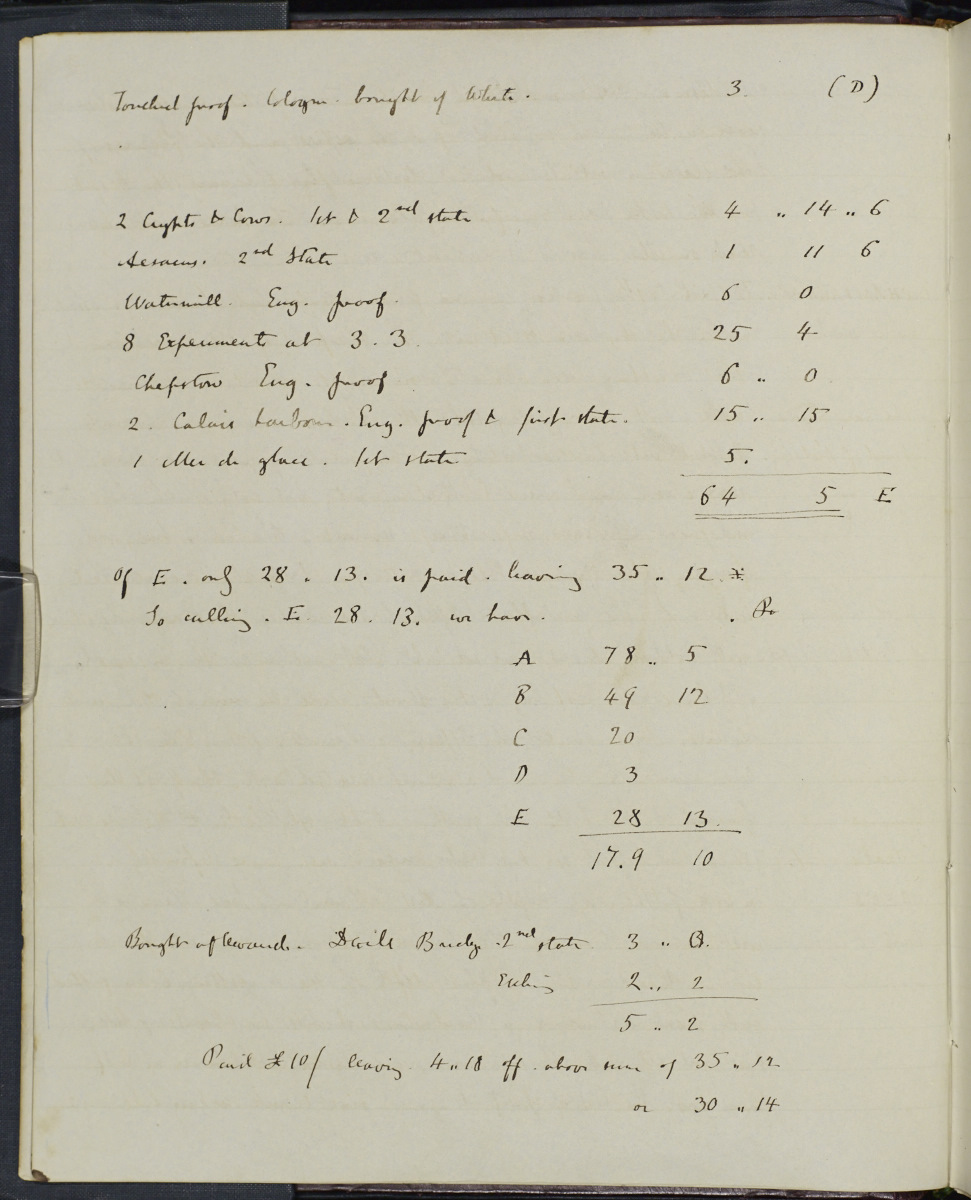 Touched proof. Cologne. bought of White. 3. (D)
2 Crypts & Cows. 1st & 2nd state 4 " 14 " 6
Aesacus. 2nd State 1 11 6
Watermill. Eng. proof. 6 0
8 Experiments at 3. 3. 25 4
Chepstow Eng. proof 6 " 0
2. Calais harbour. Eng. proof & first state. 15 " 15
1 Mer de glace. 1st state 5.
64 5 E
Of E. only 28 " 13. is paid. leaving 35 " 12.
So calling. E. 28. 13. we have.
A 78 " 5
B 49 12
C 20
D 3
E 28 13.
17.9 10
Bought afterwards. Devils Bridge. 2nd state 3 " 0.
Etching 2 " 2
5 " 2
Paid £10/ leaving 4 " 18 off above sum of 35 " 12
or 30 " 14